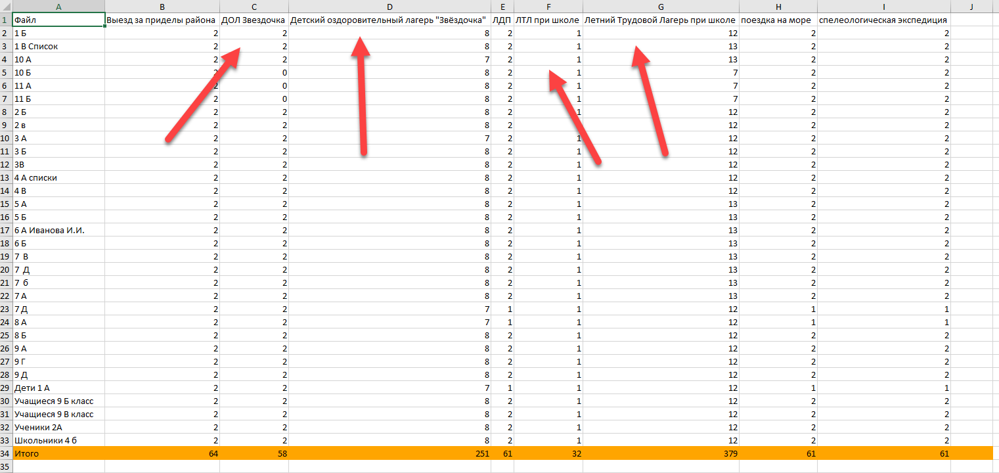 A B C D E F G H I J
1 Файл Выезд за приделы района ДОЛ Звездочка Детский оздоровительный лагерь "Звёздочка" ЛДП ЛТЛ при школе Летний Трудовой Лагерь при школе поездка на море спелеологическая экспедиция
2 1 Б 2 2 8 2 1 12 2 2
3 1 В Список 2 2 8 2 1 13 2 2
4 10 А 2 2 7 2 1 13 2 2
5 10 Б 2 0 8 2 1 7 2 2
6 11 А 2 0 8 2 1 7 2 2
7 11 Б 2 0 8 2 1 7 2 2
8 2 Б 2 2 8 2 1 12 2 2
9 2 в 2 2 8 2 1 12 2 2
10 3 А 2 2 7 2 1 12 2 2
11 3 Б 2 2 8 2 1 12 2 2
12 3В 2 2 8 2 1 12 2 2
13 4 А списки 2 2 8 2 1 12 2 2
14 4 В 2 2 8 2 1 12 2 2
15 5 А 2 2 8 2 1 13 2 2
16 5 Б 2 2 8 2 1 13 2 2
17 6 А Иванова И.И. 2 2 8 2 1 13 2 2
18 6 Б 2 2 8 2 1 13 2 2
19 7 В 2 2 8 2 1 13 2 2
20 7 Д 2 2 8 2 1 13 2 2
21 7 б 2 2 8 2 1 13 2 2
22 7 А 2 2 8 2 1 13 2 2
23 7 Д 2 2 7 1 1 12 1 1
24 8 А 2 2 7 1 1 12 1 1
25 8 Б 2 2 8 2 1 12 2 2
26 9 А 2 2 8 2 1 12 2 2
27 9 Г 2 2 8 2 1 12 2 2
28 9 Д 2 2 8 2 1 12 2 2
29 Дети 1 А 2 2 7 1 1 12 1 1
30 Учащиеся 9 Б класс 2 2 8 2 1 12 2 2
31 Учащиеся 9 В класс 2 2 8 2 1 12 2 2
32 Ученики 2А 2 2 8 2 1 12 2 2
33 Школьники 4 б 2 2 8 2 1 12 2 2
34 Итого 64 58 251 61 32 379 61 61
35